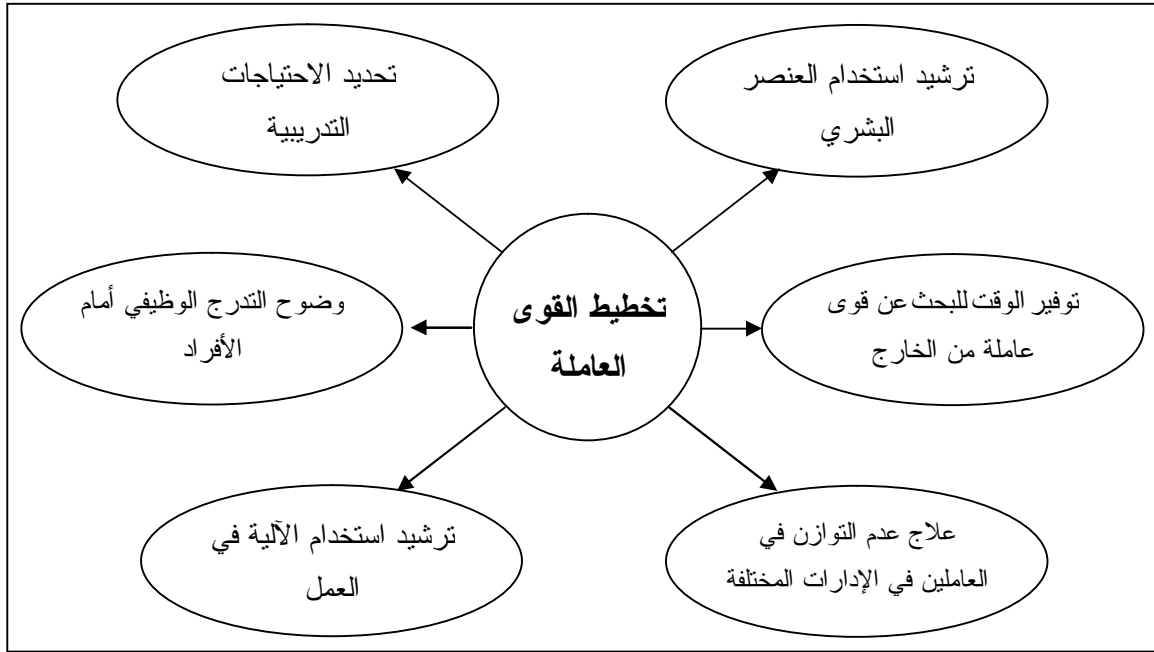 ترشيد استخدام العنصر
البشري
تحديد الاحتياجات
التدريبية
توفير الوقت للبحث عن قوى
عاملة من الخارج
تخطيط القوى
العاملة
وضوح التدرج الوظيفي أمام
الأفراد
علاج عدم التوازن في
العاملين في الإدارات المختلفة
ترشيد استخدام الآلية في
العمل